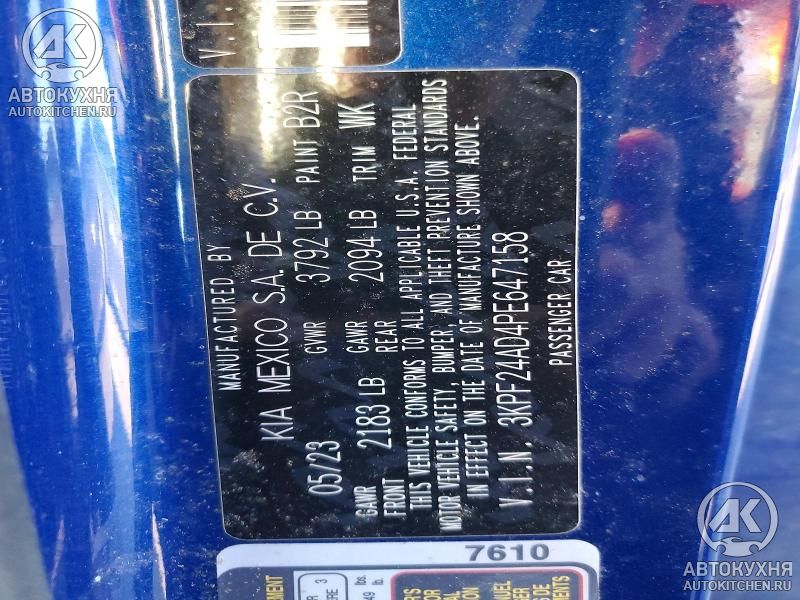 V.I.
MANUFACTURED BY
KIA MEXICO S.A. DE C.V.
05/23 GVWR 3792 LB PAINT B2R
GAWR FRONT 2183 LB GAWR REAR 2094 LB TRIM WK
THIS VEHICLE CONFORMS TO ALL APPLICABLE U.S.A. FEDERAL
MOTOR VEHICLE SAFETY, BUMPER, AND THEFT PREVENTION STANDARDS
IN EFFECT ON THE DATE OF MANUFACTURE SHOWN ABOVE.
V.I.N. 3KPF24AD4PE647158
PASSENGER CAR
7610
АК
АВТОКУХНЯ
AUTOKITCHEN.RU
АК
АВТОКУХНЯ
AUTOKITCHEN.RU